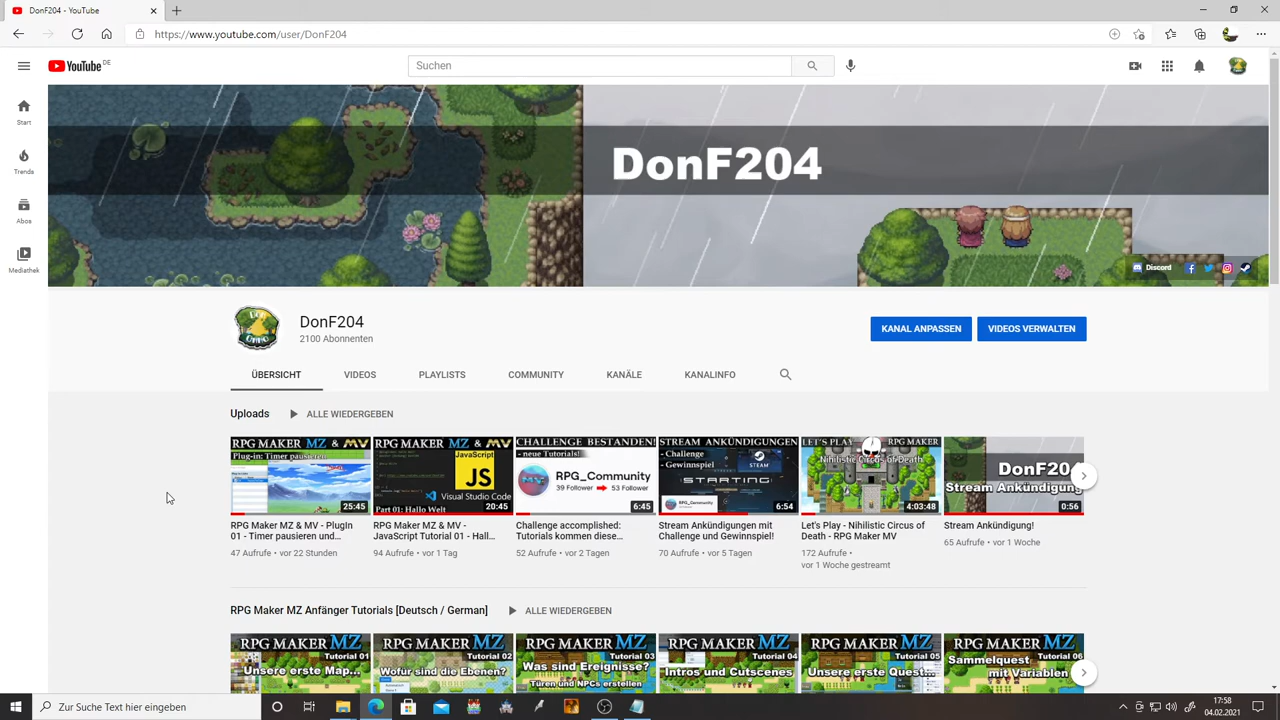 DonF204 - YouTube
https://www.youtube.com/user/DonF204
YouTube DE
Suchen
Start
Trends
Abos
Mediathek
DonF204
Discord
DonF204
2100 Abonnenten
KANAL ANPASSEN
VIDEOS VERWALTEN
ÜBERSICHT
VIDEOS
PLAYLISTS
COMMUNITY
KANÄLE
KANALINFO
Uploads
ALLE WIEDERGEBEN
RPG MAKER MZ & MV
Plug-in: Timer pausieren
25:45
RPG MAKER MZ & MV
JavaScript
JS
Visual Studio Code
Part 01: Hallo Welt
20:45
CHALLENGE BESTANDEN!
- neue Tutorials!
RPG_Community
39 Follower → 53 Follower
6:45
STREAM ANKÜNDIGUNGEN
- Challenge
- Gewinnspiel
STEAM
STARTING
RPG_Community
6:54
LET'S PLAY RPG MAKER
Nihilistic Circus of Death
4:03:48
DonF20
Stream Ankündigung
0:56
RPG Maker MZ & MV - PlugIn
01 - Timer pausieren und...
47 Aufrufe • vor 22 Stunden
RPG Maker MZ & MV -
JavaScript Tutorial 01 - Hall...
94 Aufrufe • vor 1 Tag
Challenge accomplished:
Tutorials kommen diese...
52 Aufrufe • vor 2 Tagen
Stream Ankündigungen mit
Challenge und Gewinnspiel!
70 Aufrufe • vor 5 Tagen
Let's Play - Nihilistic Circus of
Death - RPG Maker MV
172 Aufrufe •
vor 1 Woche gestreamt
Stream Ankündigung!
65 Aufrufe • vor 1 Woche
RPG Maker MZ Anfänger Tutorials [Deutsch / German]
ALLE WIEDERGEBEN
RPG MAKER MZ
Tutorial 01
Unsere erste Map...
RPG MAKER MZ
Tutorial 02
Wofur sind die Ebenen?
RPG MAKER MZ
Tutorial 03
Was sind Ereignisse?
Türen und NPCs erstellen
RPG MAKER MZ
Tutorial 04
Intros und Cutscenes
RPG MAKER MZ
Tutorial 05
Unsere erste Quest...
RPG MAKER MZ
Tutorial 06
Sammelquest
mit Variablen
Zur Suche Text hier eingeben
17:58
04.02.2021